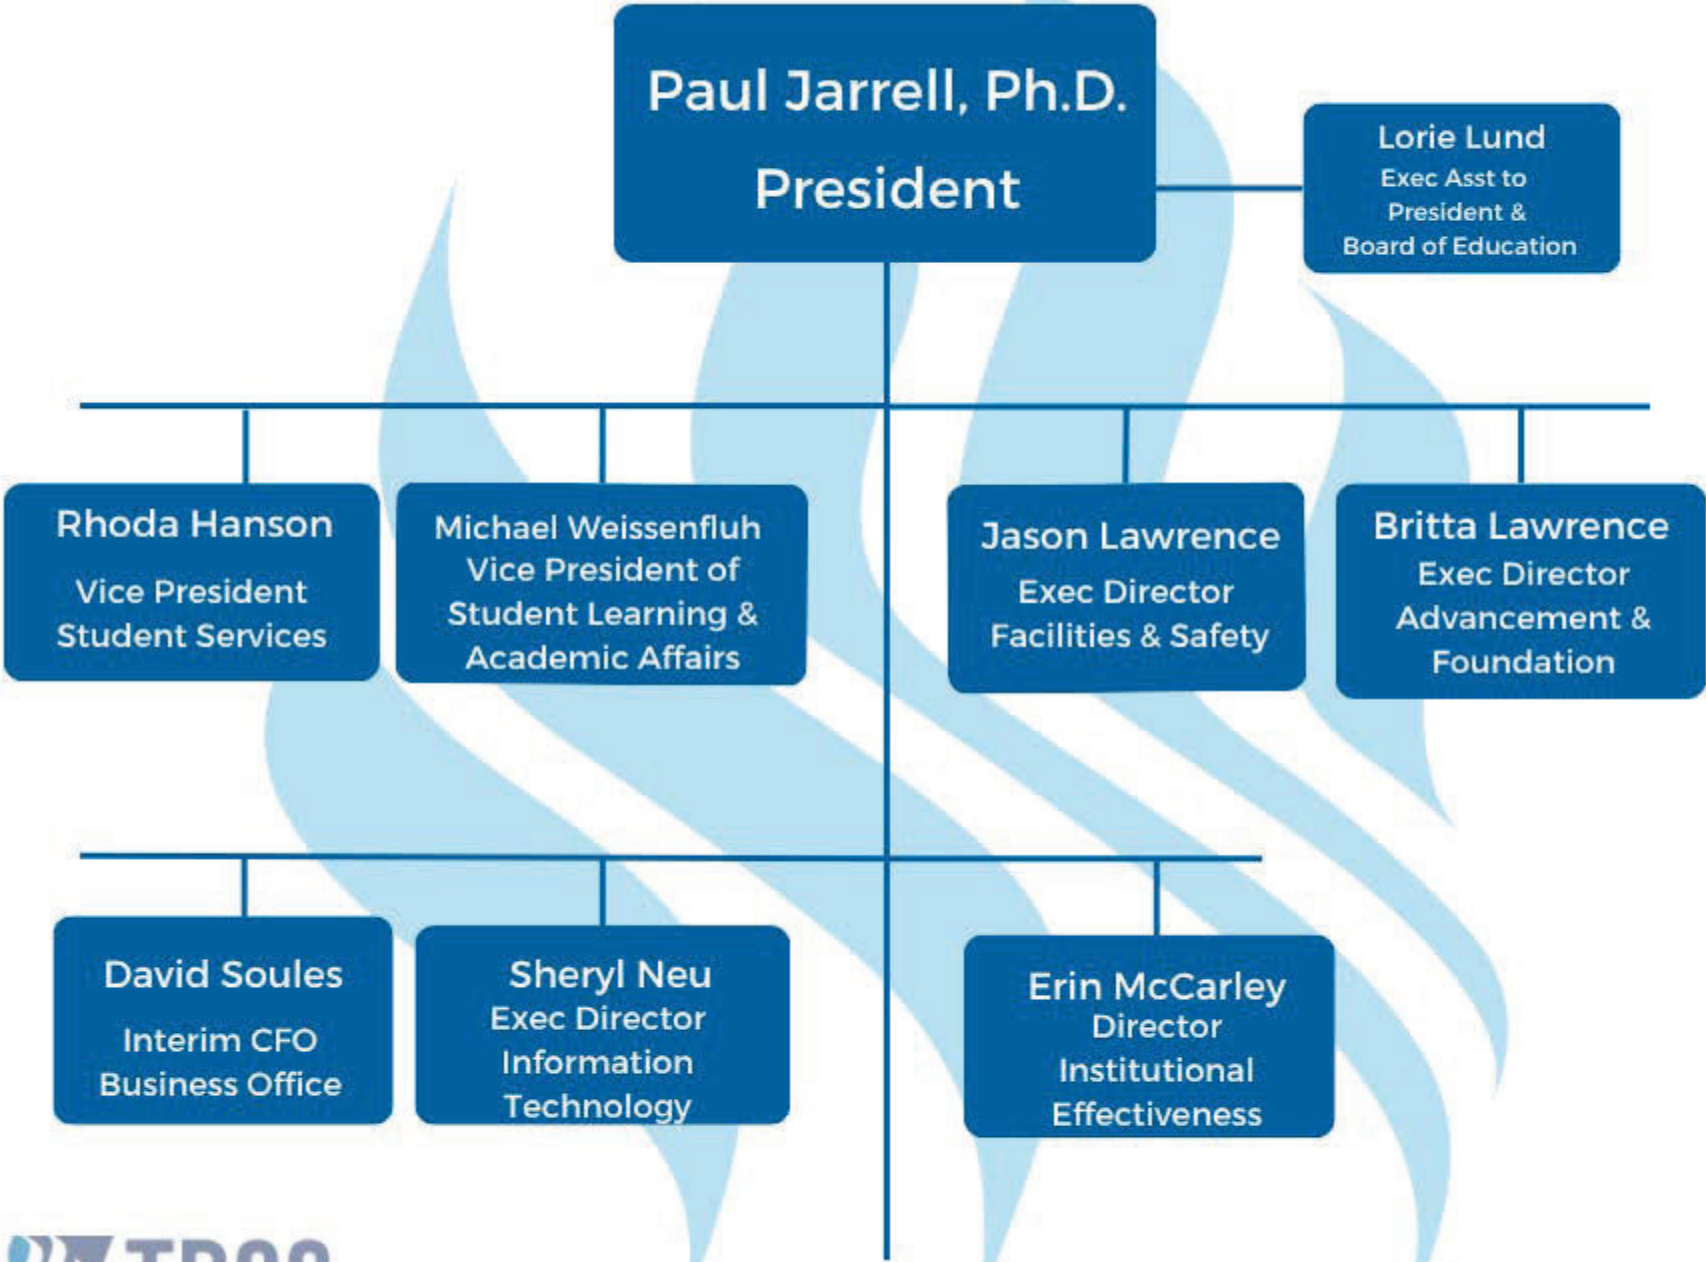 Paul Jarrell, Ph.D.
President
Lorie Lund
Exec Asst to
President &
Board of Education
Rhoda Hanson
Vice President
Student Services
Michael Weissenfluh
Vice President of
Student Learning &
Academic Affairs
Jason Lawrence
Exec Director
Facilities & Safety
Britta Lawrence
Exec Director
Advancement &
Foundation
David Soules
Interim CFO
Business Office
Sheryl Neu
Exec Director
Information
Technology
Erin McCarley
Director
Institutional
Effectiveness